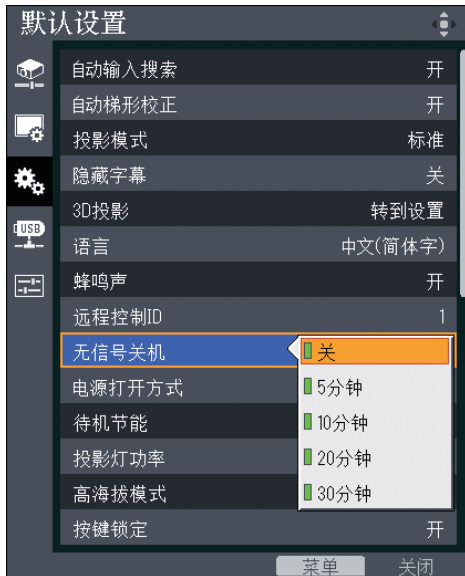 默认设置
自动输入搜索 开
自动梯形校正 开
投影模式 标准
隐藏字幕 关
3D投影 转到设置
USB
语言 中文(简体字)
蜂鸣声 开
远程控制ID 1
无信号关机 关
电源打开方式 5分钟
待机节能 10分钟
投影灯功率 20分钟
高海拔模式 30分钟
按键锁定 开
菜单 关闭